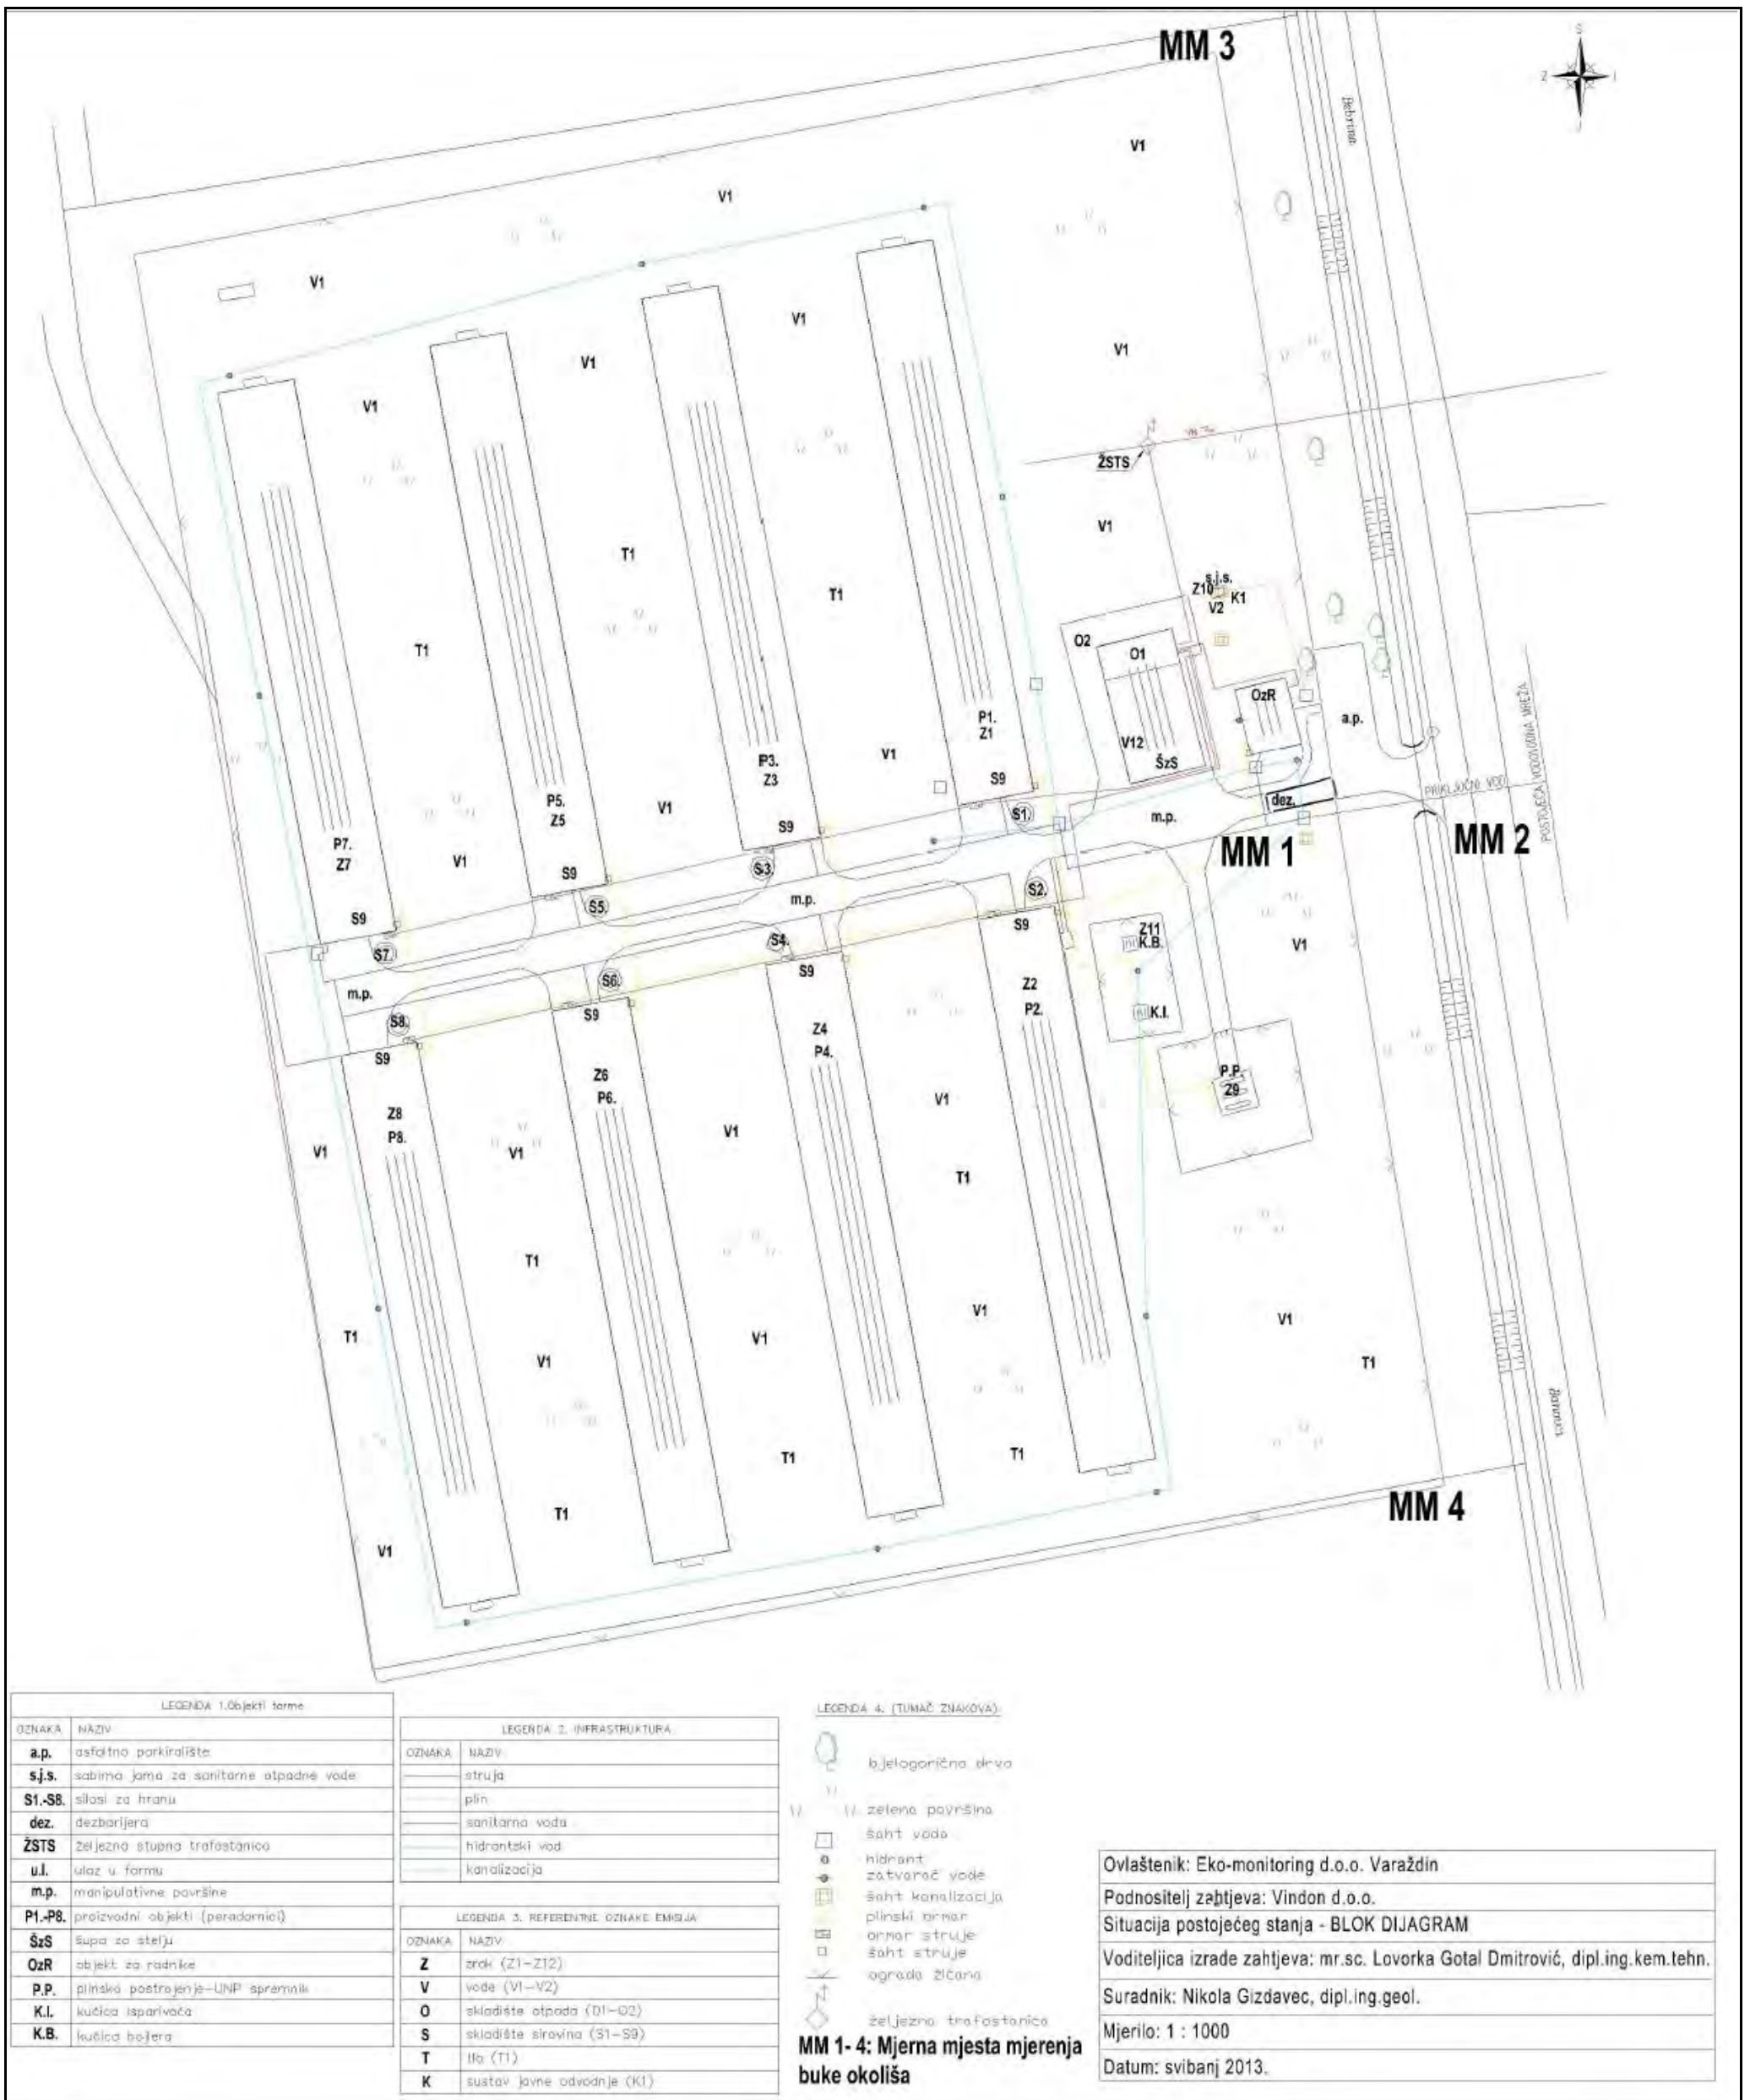 MM 3
S
Z
I
J
Bebrina
V1
V1
V1
V1
V1
V1
V1
ŽSTS
V1
T1
T1
T1
s.j.s.
Z10
K1
V2
O2
O1
OzR
a.p.
V12
ŠzS
P1.
Z1
V1
S9
P3.
Z3
V1
S9
P5.
Z5
V1
S9
P7.
Z7
S9
S1.
m.p.
dez.
PRIKLJUČNI VOD
POSTOJEĆA VODOVODNA MREŽA
MM 1
MM 2
S3.
S2.
m.p.
S5.
S4.
S7.
S6.
m.p.
S8.
S9
S9
S9
S9
Z11
K.B.
K.I.
V1
Z2
P2.
Z4
P4.
Z6
P6.
Z8
P8.
P.P.
Z9
V1
V1
V1
V1
T1
T1
V1
V1
V1
V1
T1
T1
T1
T1
T1
V1
MM 4
LEGENDA 1.Objekti farme
OZNAKA NAZIV
a.p. asfaltno parkiralište
s.j.s. sabirna jama za sanitarne otpadne vode
S1.-S8. silosi za hranu
dez. dezbarijera
ŽSTS željezna stupna trafostanica
u.l. ulaz u farmu
m.p. manipulativne površine
P1.-P8. proizvodni objekti (peradarnici)
ŠzS šupa za stelju
OzR objekt za radnike
P.P. plinsko postrojenje-UNP spremnik
K.I. kućica isparivača
K.B. kućica bojlera
LEGENDA 2. INFRASTRUKTURA
OZNAKA NAZIV
struja
plin
sanitarna voda
hidrantski vod
kanalizacija
LEGENDA 3. REFERENTNE OZNAKE EMISIJA
OZNAKA NAZIV
Z zrak (Z1-Z12)
V vode (V1-V2)
O skladište otpada (O1-O2)
S skladište sirovina (S1-S9)
T tlo (T1)
K sustav javne odvodnje (K1)
LEGENDA 4. (TUMAČ ZNAKOVA)
bjelogorična drva
zelena površina
šaht voda
hidrant
zatvarač vode
šaht kanalizacija
plinski ormar
ormar struje
šaht struje
ograda žičana
željezna trafostanica
MM 1- 4: Mjerna mjesta mjerenja
buke okoliša
Ovlaštenik: Eko-monitoring d.o.o. Varaždin
Podnositelj zahtjeva: Vindon d.o.o.
Situacija postojećeg stanja - BLOK DIJAGRAM
Voditeljica izrade zahtjeva: mr.sc. Lovorka Gotal Dmitrović, dipl.ing.kem.tehn.
Suradnik: Nikola Gizdavec, dipl.ing.geol.
Mjerilo: 1 : 1000
Datum: svibanj 2013.